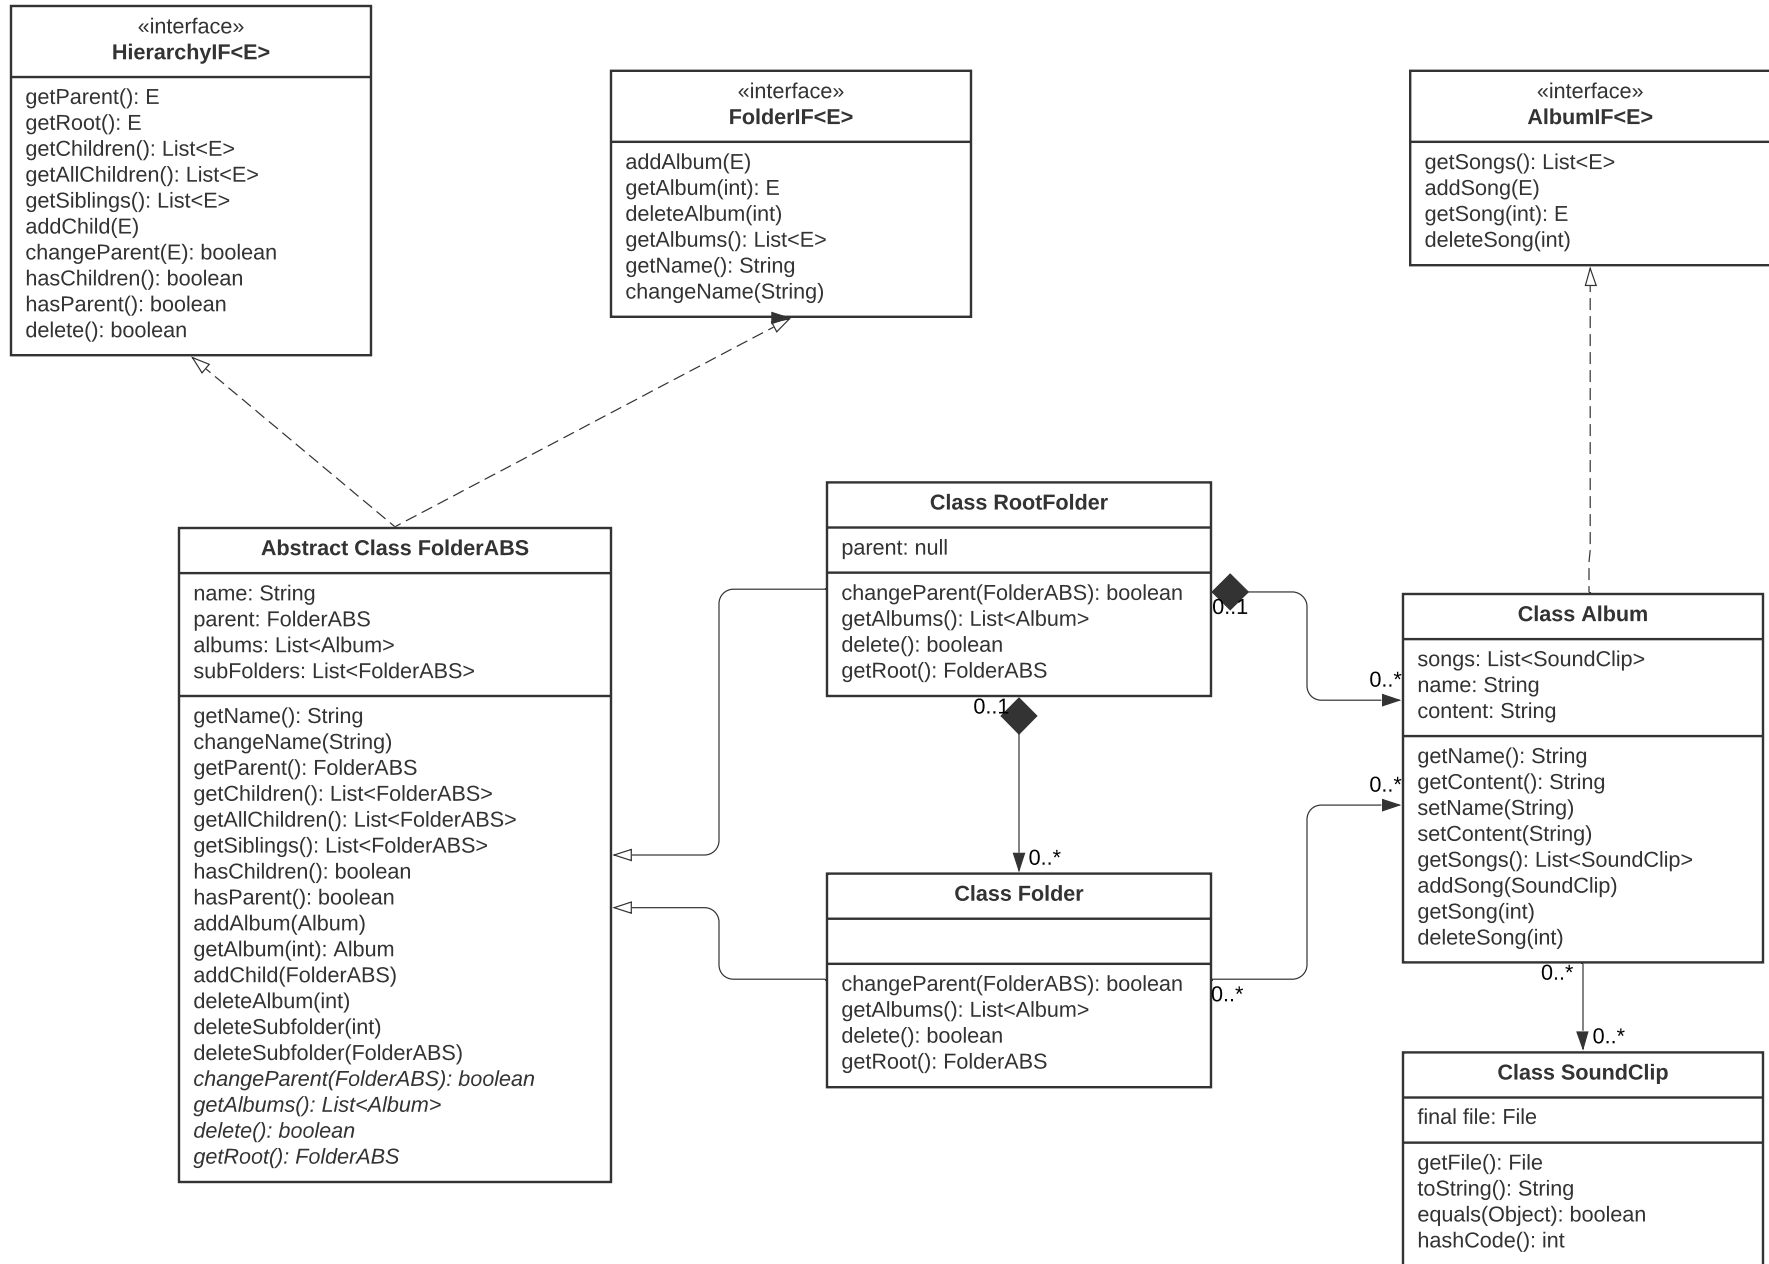 «interface»
HierarchyIF<E>
getParent(): E
getRoot(): E
getChildren(): List<E>
getAllChildren(): List<E>
getSiblings(): List<E>
addChild(E)
changeParent(E): boolean
hasChildren(): boolean
hasParent(): boolean
delete(): boolean
«interface»
FolderIF<E>
addAlbum(E)
getAlbum(int): E
deleteAlbum(int)
getAlbums(): List<E>
getName(): String
changeName(String)
«interface»
AlbumIF<E>
getSongs(): List<E>
addSong(E)
getSong(int): E
deleteSong(int)
Abstract Class FolderABS
name: String
parent: FolderABS
albums: List<Album>
subFolders: List<FolderABS>
getName(): String
changeName(String)
getParent(): FolderABS
getChildren(): List<FolderABS>
getAllChildren(): List<FolderABS>
getSiblings(): List<FolderABS>
hasChildren(): boolean
hasParent(): boolean
addAlbum(Album)
getAlbum(int): Album
addChild(FolderABS)
deleteAlbum(int)
deleteSubfolder(int)
deleteSubfolder(FolderABS)
changeParent(FolderABS): boolean
getAlbums(): List<Album>
delete(): boolean
getRoot(): FolderABS
Class RootFolder
parent: null
changeParent(FolderABS): boolean
getAlbums(): List<Album>
delete(): boolean
getRoot(): FolderABS
0..1
0..*
0..1
0..*
Class Folder
changeParent(FolderABS): boolean
getAlbums(): List<Album>
delete(): boolean
getRoot(): FolderABS
0..*
0..*
Class Album
songs: List<SoundClip>
name: String
content: String
getName(): String
getContent(): String
setName(String)
setContent(String)
getSongs(): List<SoundClip>
addSong(SoundClip)
getSong(int)
deleteSong(int)
0..*
0..*
Class SoundClip
final file: File
getFile(): File
toString(): String
equals(Object): boolean
hashCode(): int